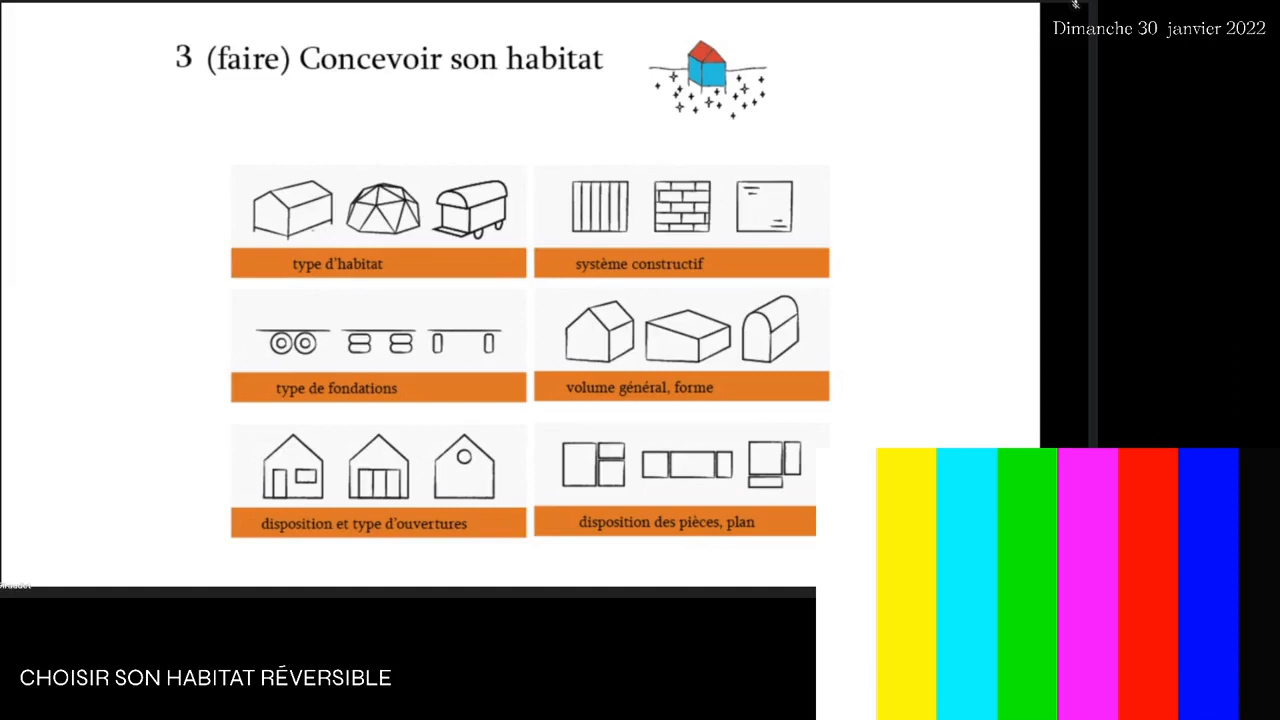 Dimanche 30 janvier 2022
3 (faire) Concevoir son habitat
type d'habitat
système constructif
type de fondations
volume général, forme
disposition et type d'ouvertures
disposition des pièces, plan
CHOISIR SON HABITAT RÉVERSIBLE